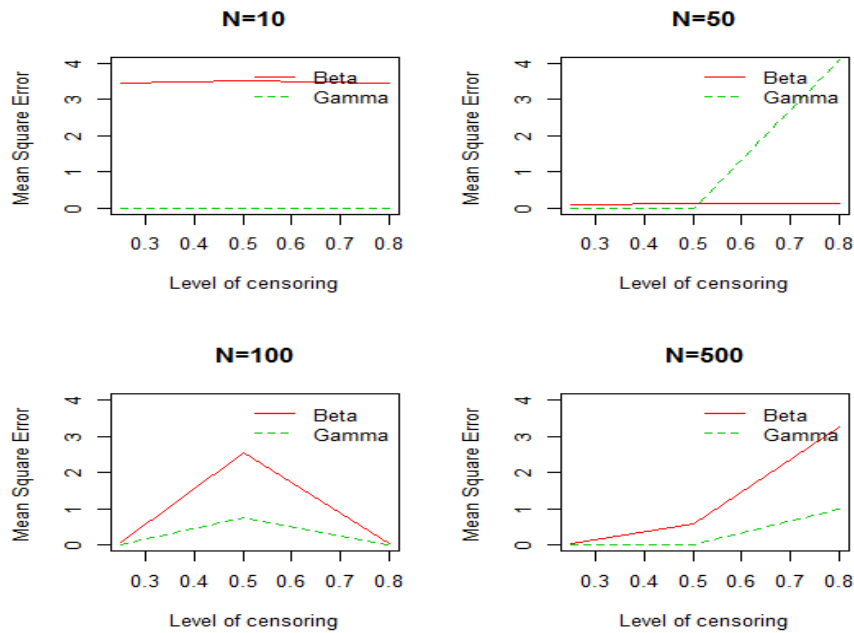 N=10
Mean Square Error
4
3
2
1
0
Beta
Gamma
0.3 0.4 0.5 0.6 0.7 0.8
Level of censoring
N=50
Mean Square Error
4
3
2
1
0
Beta
Gamma
0.3 0.4 0.5 0.6 0.7 0.8
Level of censoring
N=100
Mean Square Error
4
3
2
1
0
Beta
Gamma
0.3 0.4 0.5 0.6 0.7 0.8
Level of censoring
N=500
Mean Square Error
4
3
2
1
0
Beta
Gamma
0.3 0.4 0.5 0.6 0.7 0.8
Level of censoring